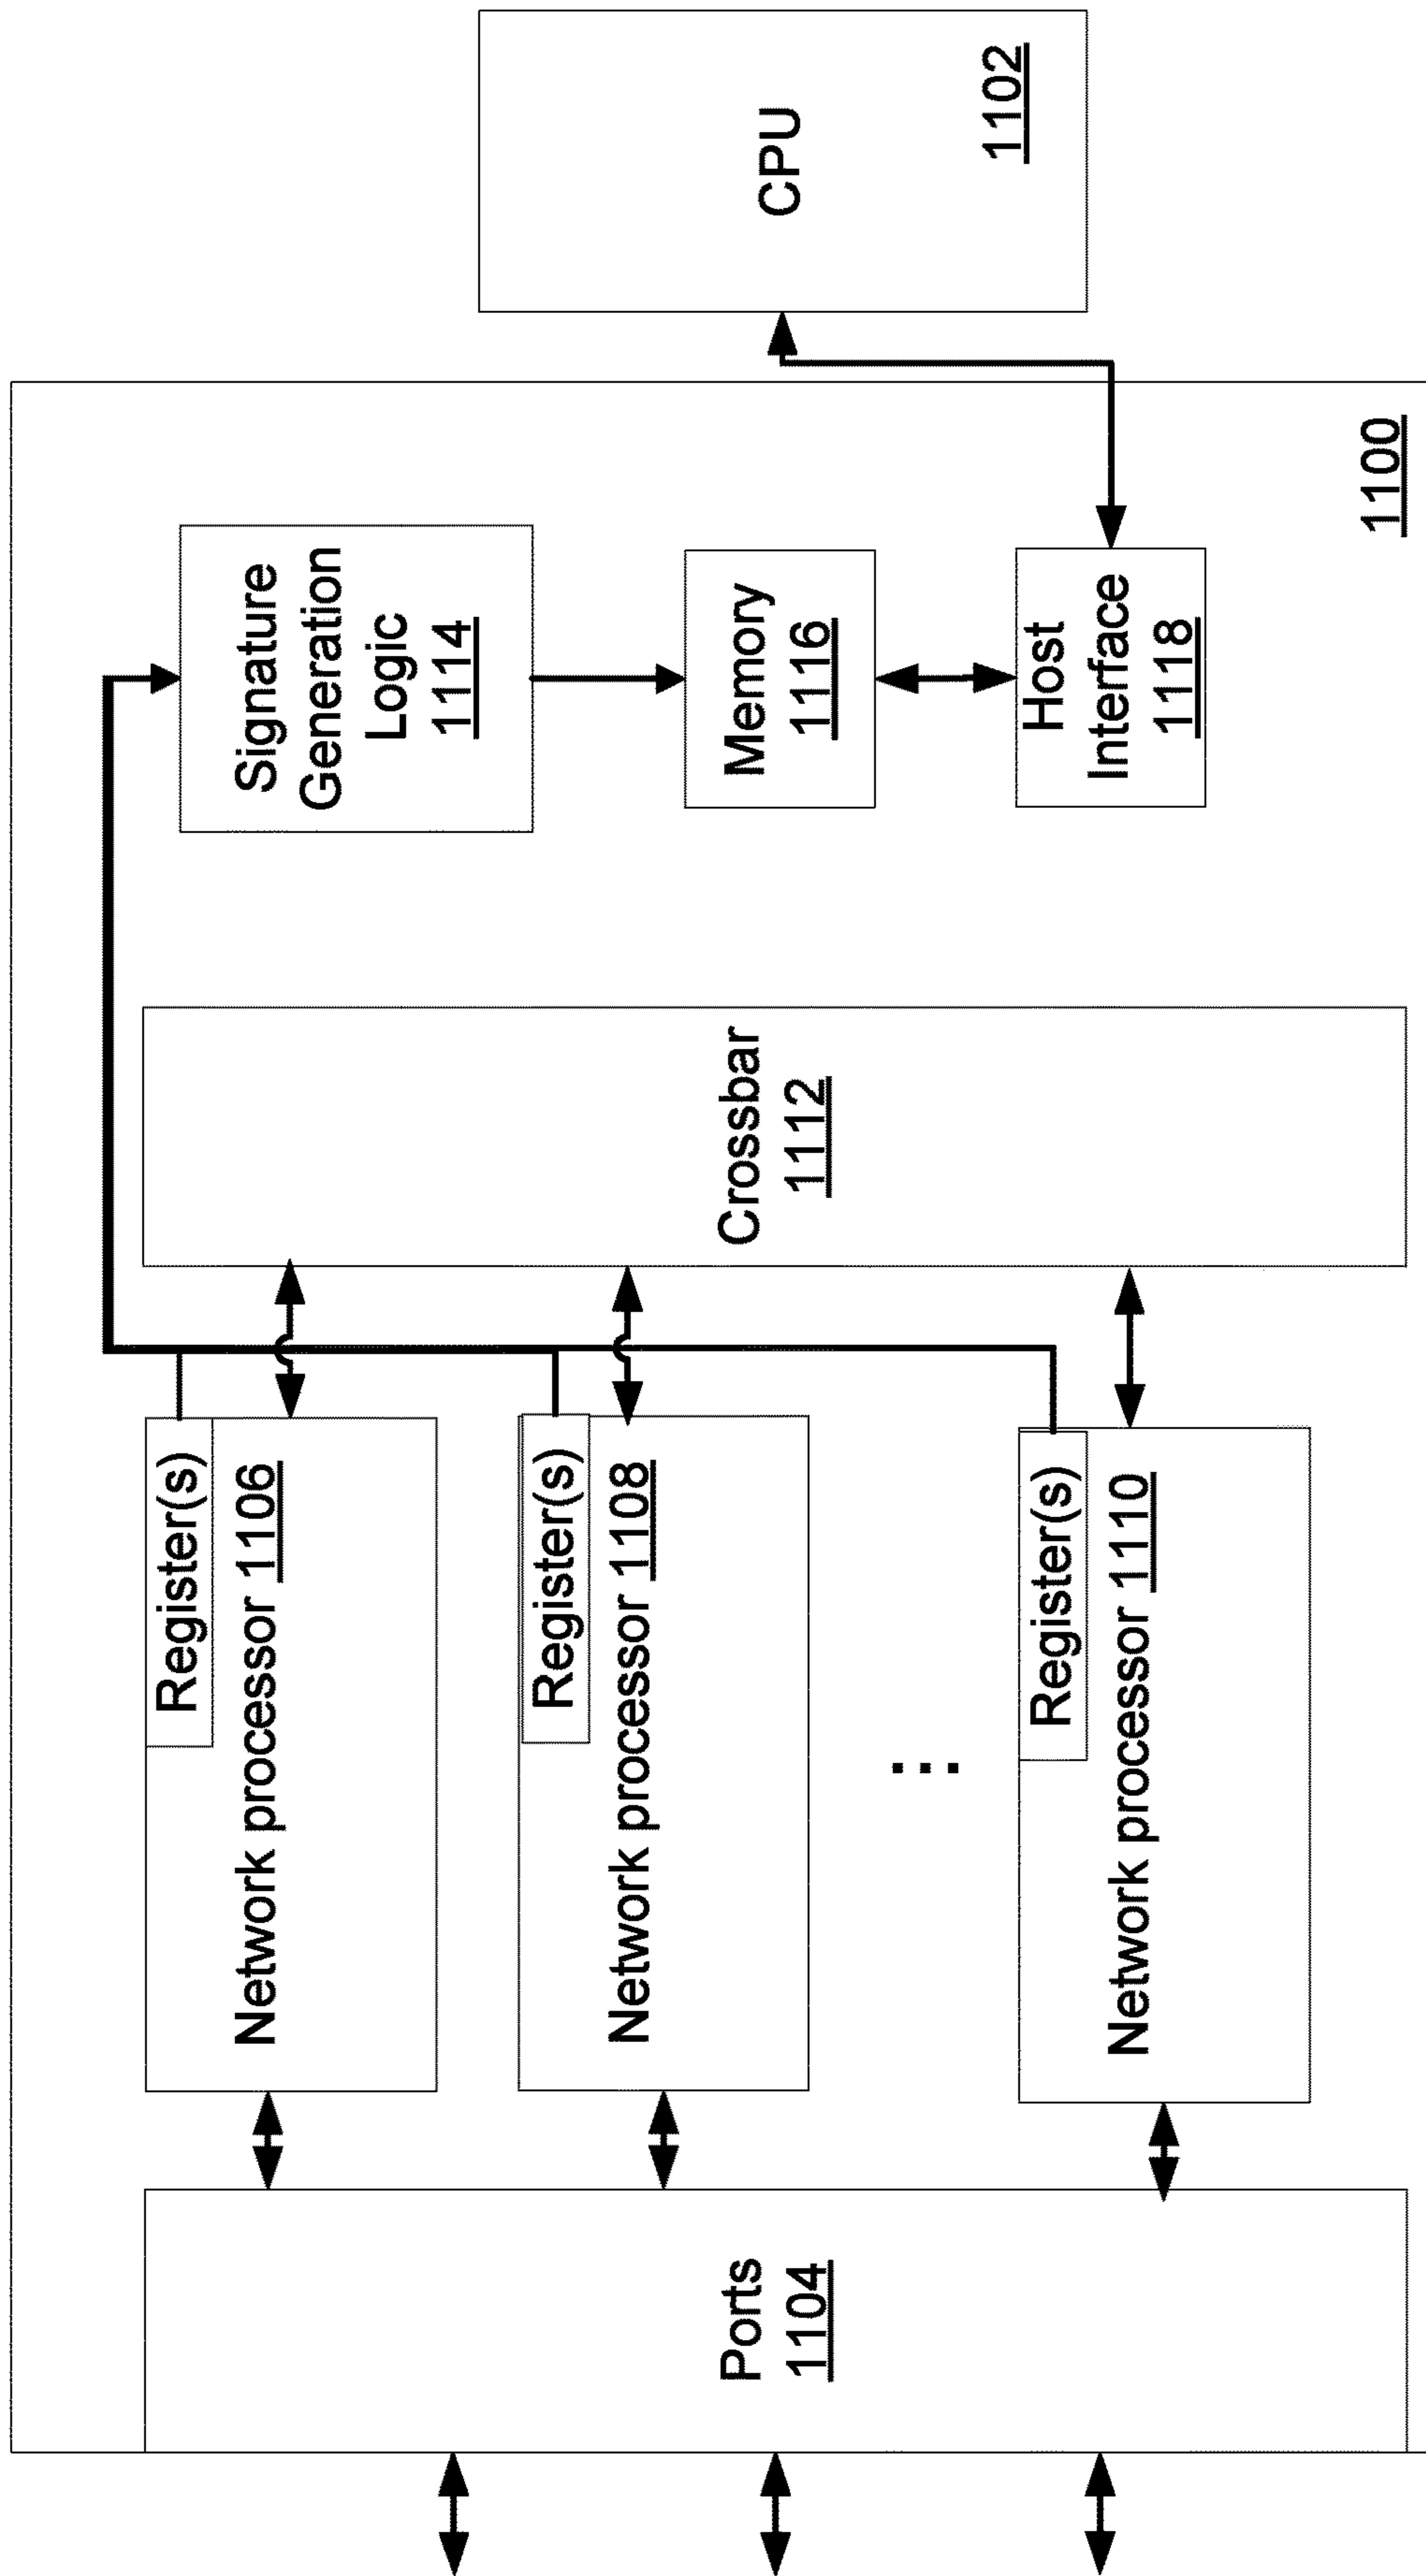 Ports
1104
Register(s)
Network processor 1106
Register(s)
Network processor 1108
...
Register(s)
Network processor 1110
Crossbar
1112
Signature
Generation
Logic
1114
Memory
1116
Host
Interface
1118
1100
CPU
1102